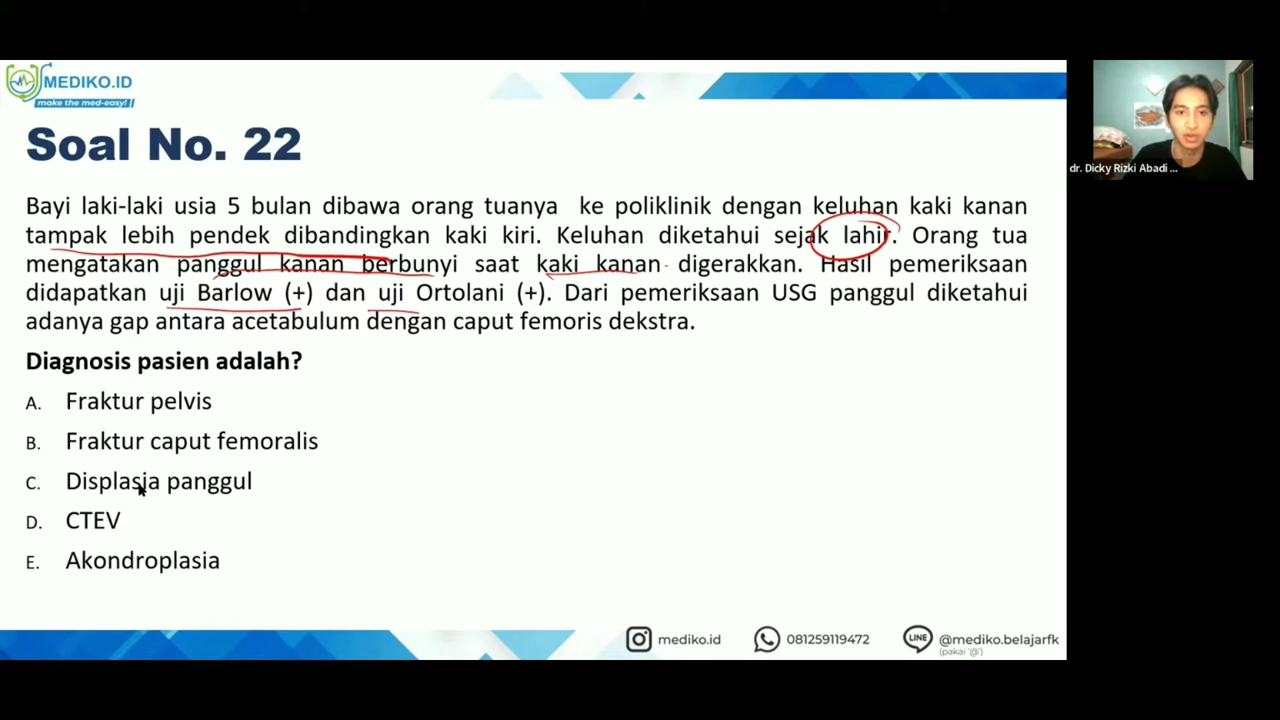 MEDIKO.ID
make the med-easy!
dr. Dicky Rizki Abadi ...
Soal No. 22
Bayi laki-laki usia 5 bulan dibawa orang tuanya ke poliklinik dengan keluhan kaki kanan
tampak lebih pendek dibandingkan kaki kiri. Keluhan diketahui sejak lahir. Orang tua
mengatakan panggul kanan berbunyi saat kaki kanan digerakkan. Hasil pemeriksaan
didapatkan uji Barlow (+) dan uji Ortolani (+). Dari pemeriksaan USG panggul diketahui
adanya gap antara acetabulum dengan caput femoris dekstra.
Diagnosis pasien adalah?
A. Fraktur pelvis
B. Fraktur caput femoralis
C. Displasia panggul
D. CTEV
E. Akondroplasia
mediko.id
081259119472
LINE
@mediko.belajarfk
(pakai '@')